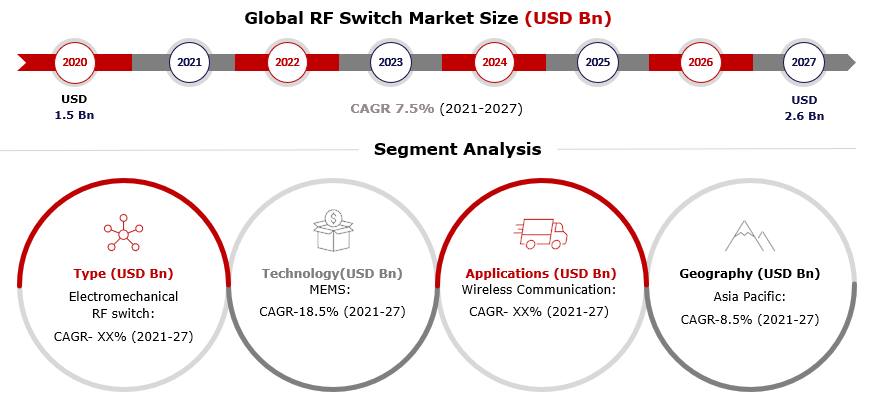 Global RF Switch Market Size (USD Bn)
2020 2021 2022 2023 2024 2025 2026 2027
USD
1.5 Bn
CAGR 7.5% (2021-2027)
USD
2.6 Bn
Segment Analysis
$
Type (USD Bn)
Electromechanical
RF switch:
CAGR- XX% (2021-27)
Technology(USD Bn)
MEMS:
CAGR-18.5% (2021-27)
Applications (USD Bn)
Wireless Communication:
CAGR- XX% (2021-27)
Geography (USD Bn)
Asia Pacific:
CAGR-8.5% (2021-27)